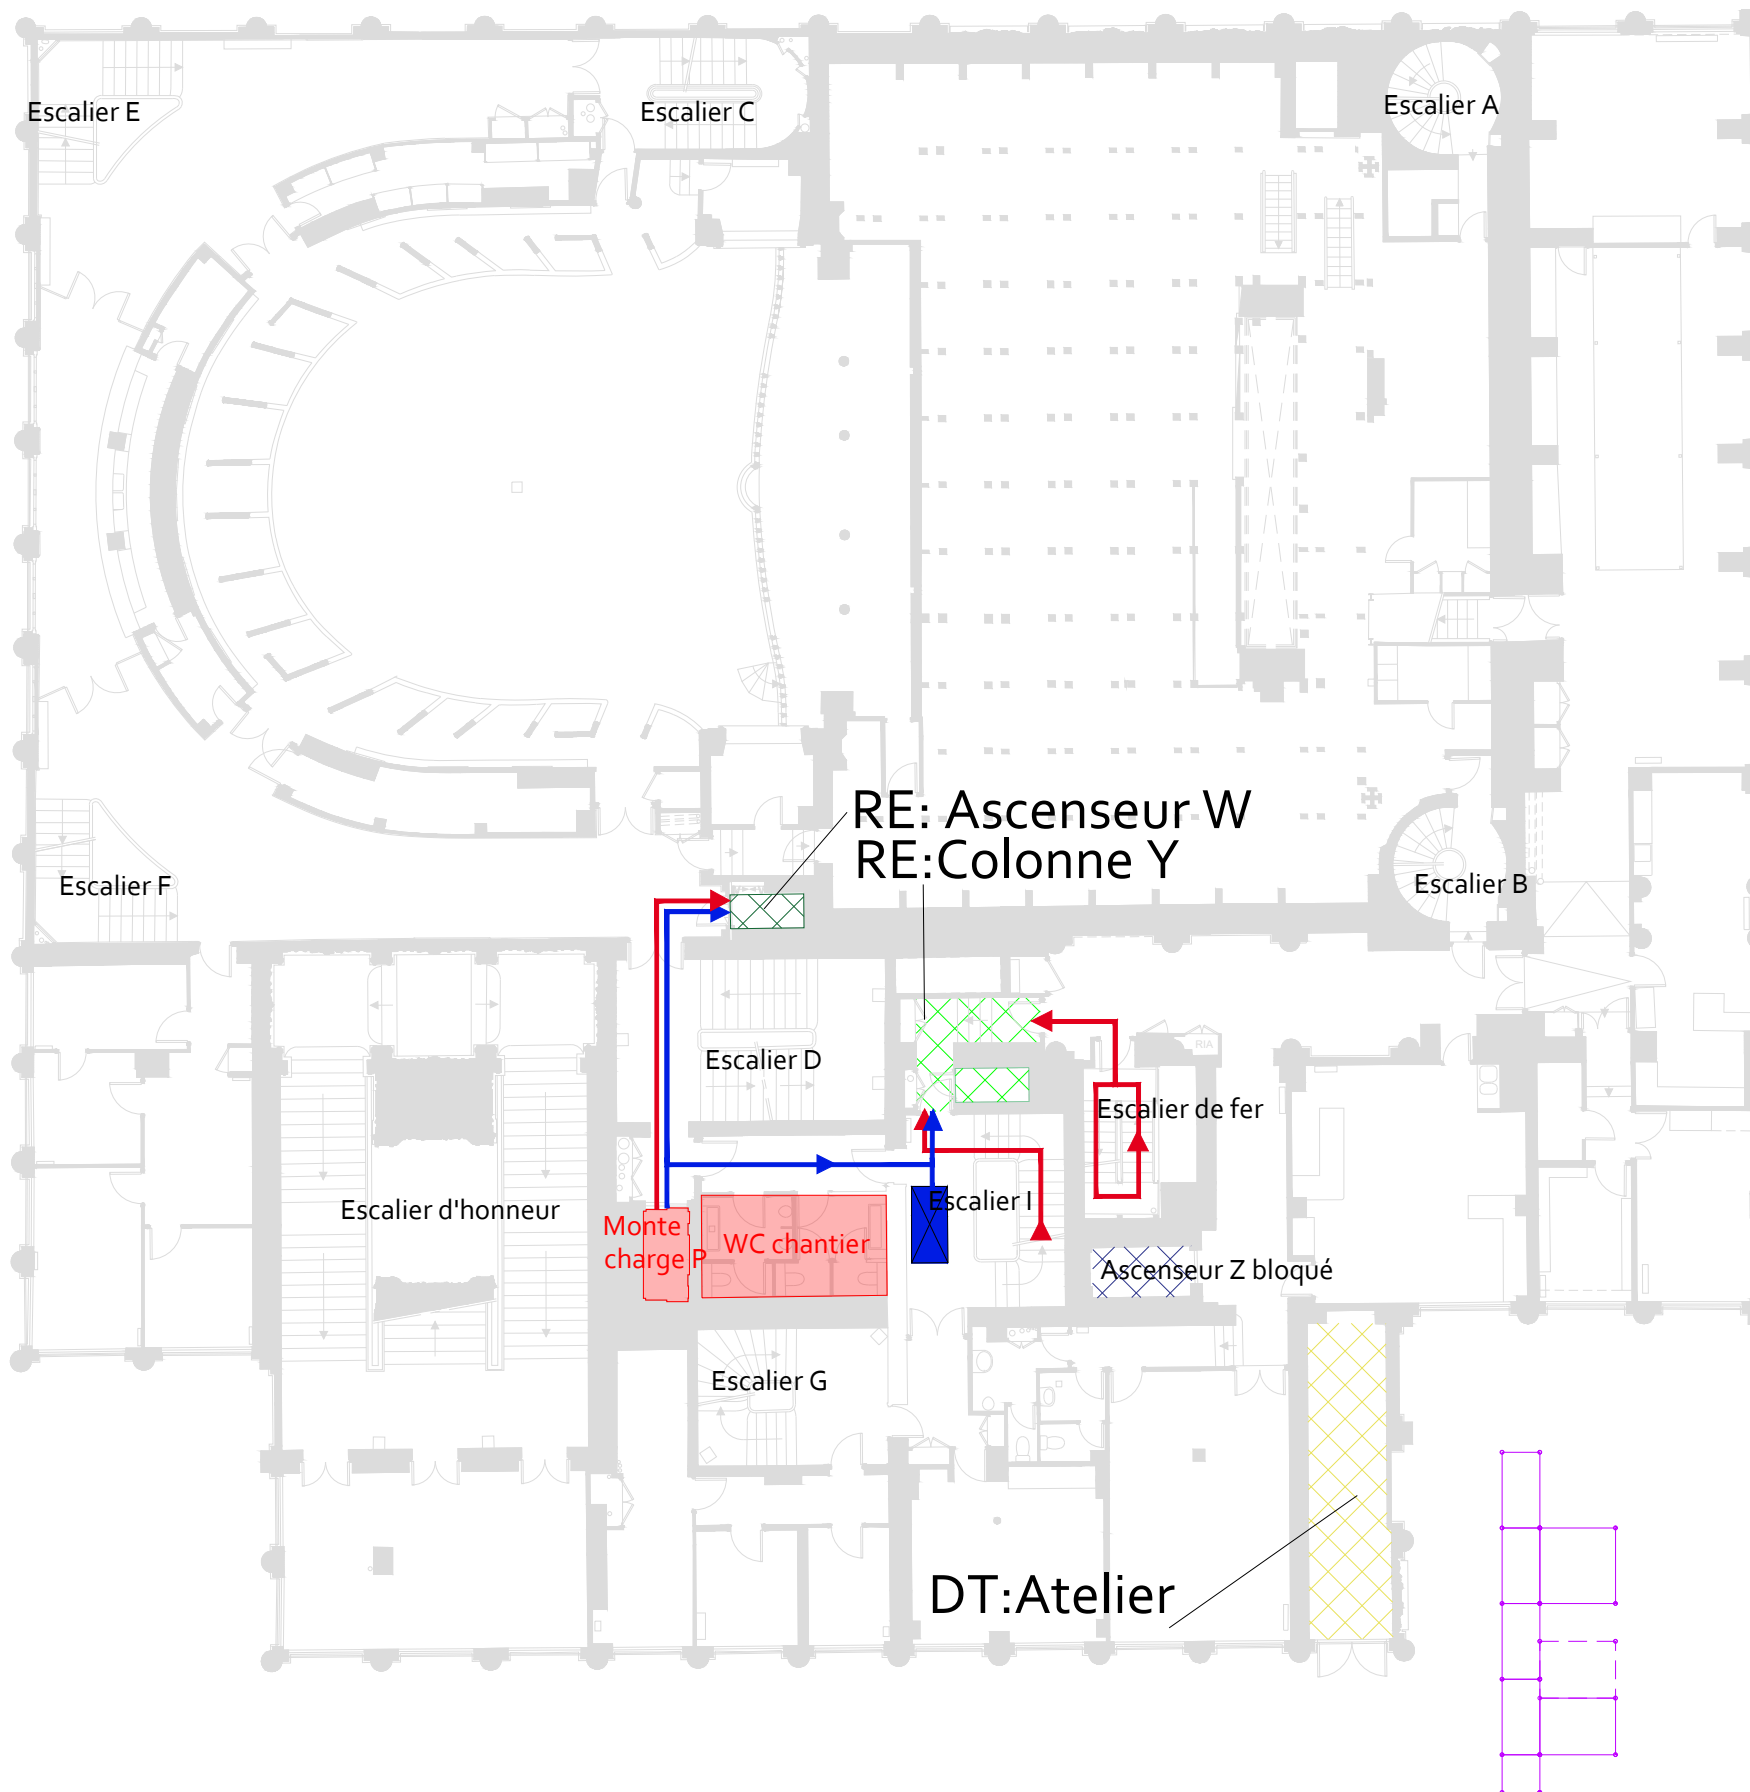 Escalier E
Escalier C
Escalier A
RE: Ascenseur W
RE:Colonne Y
Escalier F
Escalier B
RIA
Escalier D
Escalier de fer
Escalier d'honneur
Escalier I
Monte
charge P
WC chantier
Ascenseur Z bloqué
Escalier G
DT:Atelier